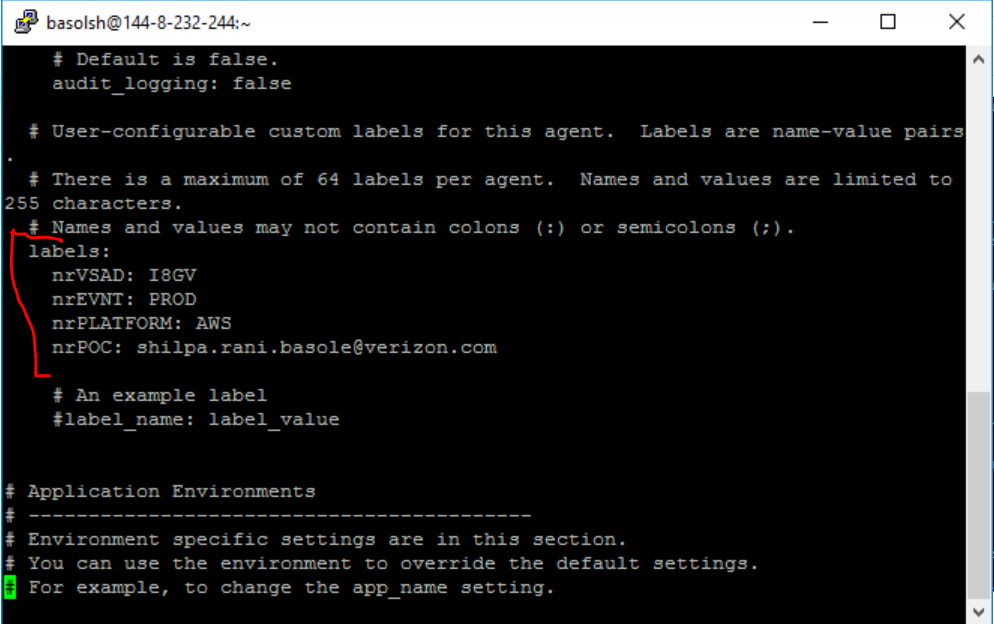 basolsh@144-8-232-244:~
# Default is false.
audit_logging: false
# User-configurable custom labels for this agent.  Labels are name-value pairs
.
# There is a maximum of 64 labels per agent.  Names and values are limited to
255 characters.
# Names and values may not contain colons (:) or semicolons (;).
labels:
nrVSAD: I8GV
nrEVNT: PROD
nrPLATFORM: AWS
nrPOC: shilpa.rani.basole@verizon.com
# An example label
#label_name: label_value
# Application Environments
# ------------------------------------------
# Environment specific settings are in this section.
# You can use the environment to override the default settings.
# For example, to change the app_name setting.